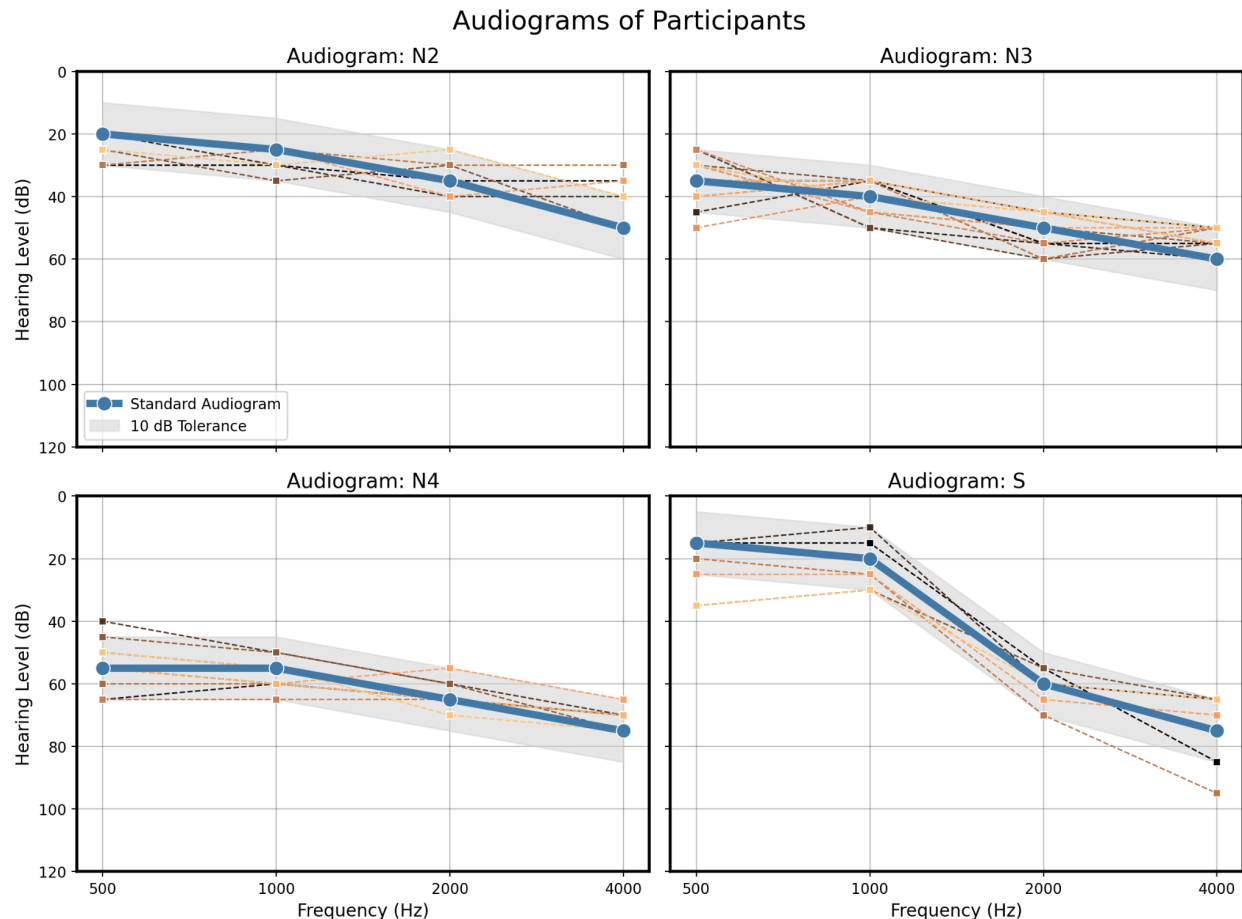 Audiograms of Participants
Audiogram: N2
Audiogram: N3
Hearing Level (dB)
0
20
40
60
80
100
120
Standard Audiogram
10 dB Tolerance
Audiogram: N4
Audiogram: S
Hearing Level (dB)
0
20
40
60
80
100
120
500
1000
2000
4000
500
1000
2000
4000
Frequency (Hz)
Frequency (Hz)